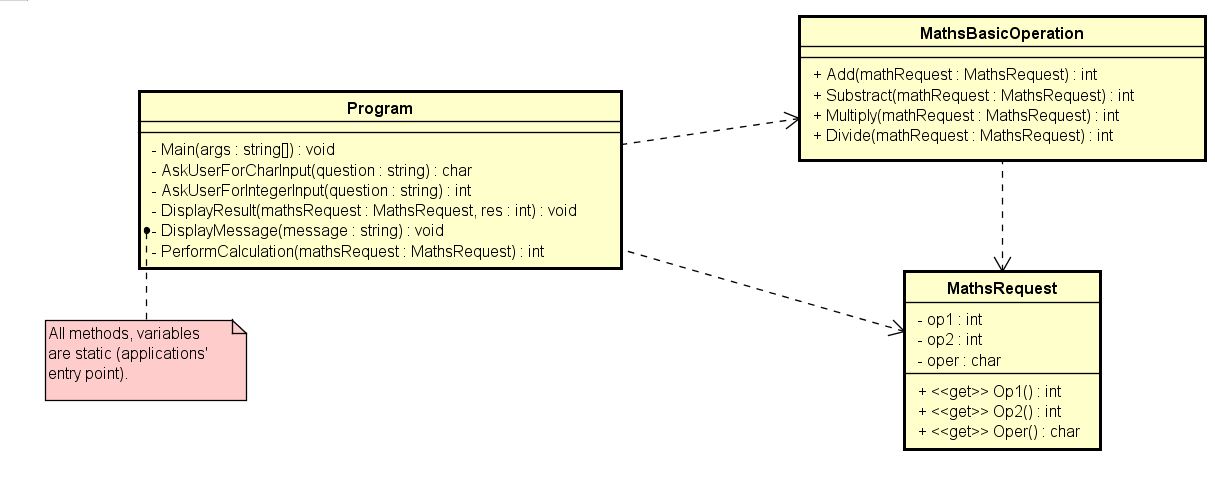 Program
- Main(args : string[]) : void
- AskUserForCharInput(question : string) : char
- AskUserForIntegerInput(question : string) : int
- DisplayResult(mathsRequest : MathsRequest, res : int) : void
- DisplayMessage(message : string) : void
- PerformCalculation(mathsRequest : MathsRequest) : int
All methods, variables
are static (applications'
entry point).
MathsBasicOperation
+ Add(mathRequest : MathsRequest) : int
+ Substract(mathRequest : MathsRequest) : int
+ Multiply(mathRequest : MathsRequest) : int
+ Divide(mathRequest : MathsRequest) : int
MathsRequest
- op1 : int
- op2 : int
- oper : char
+ <<get>> Op1() : int
+ <<get>> Op2() : int
+ <<get>> Oper() : char